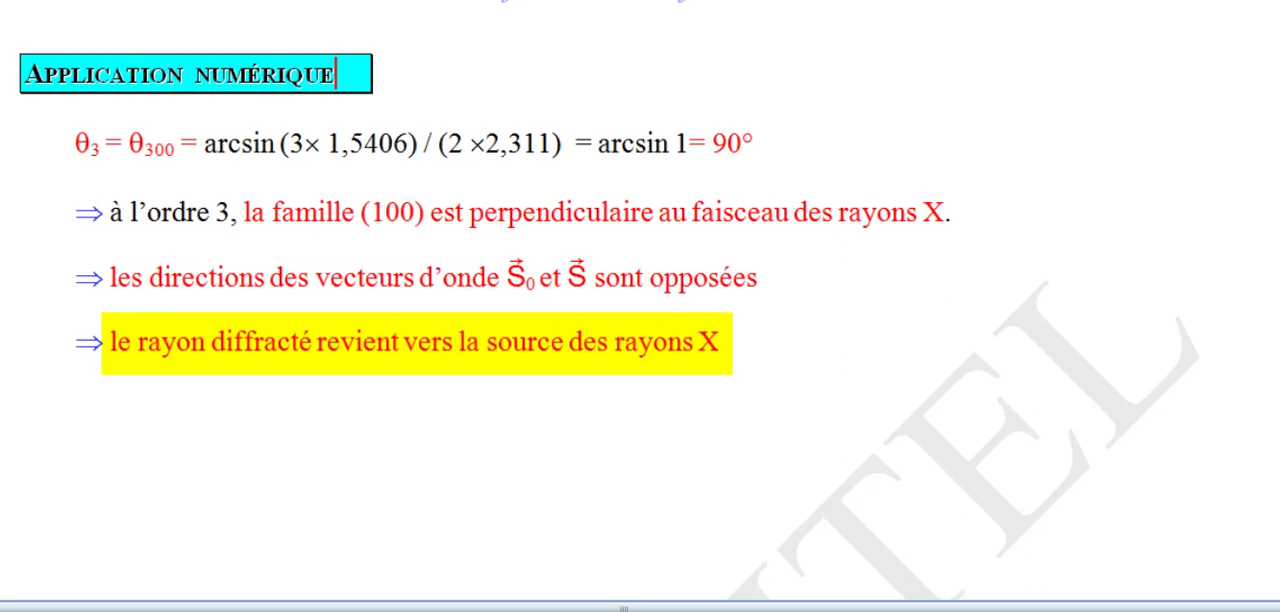 APPLICATION NUMÉRIQUE
θ₃ = θ₃₀₀ = arcsin (3× 1,5406) / (2 ×2,311) = arcsin 1= 90°
⇒ à l’ordre 3, la famille (100) est perpendiculaire au faisceau des rayons X.
⇒ les directions des vecteurs d’onde S⃗₀ et S⃗ sont opposées
⇒ le rayon diffracté revient vers la source des rayons X
ITEL